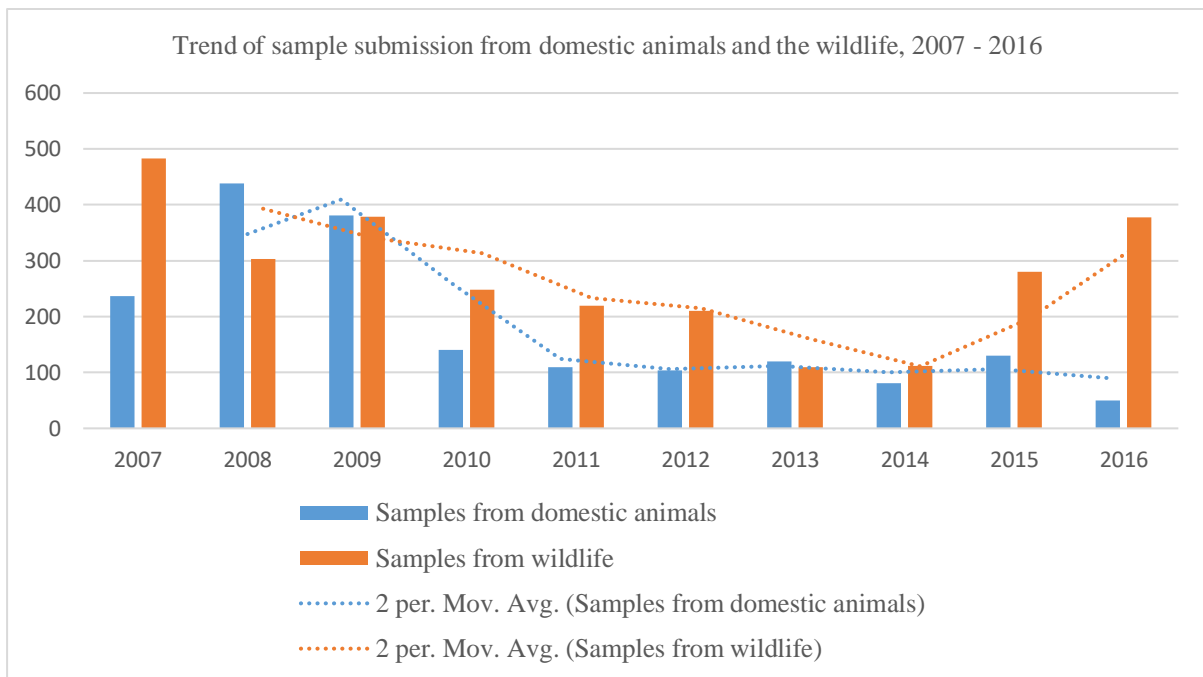 Trend of sample submission from domestic animals and the wildlife, 2007 - 2016
600
500
400
300
200
100
0
2007 2008 2009 2010 2011 2012 2013 2014 2015 2016
Samples from domestic animals
Samples from wildlife
2 per. Mov. Avg. (Samples from domestic animals)
2 per. Mov. Avg. (Samples from wildlife)